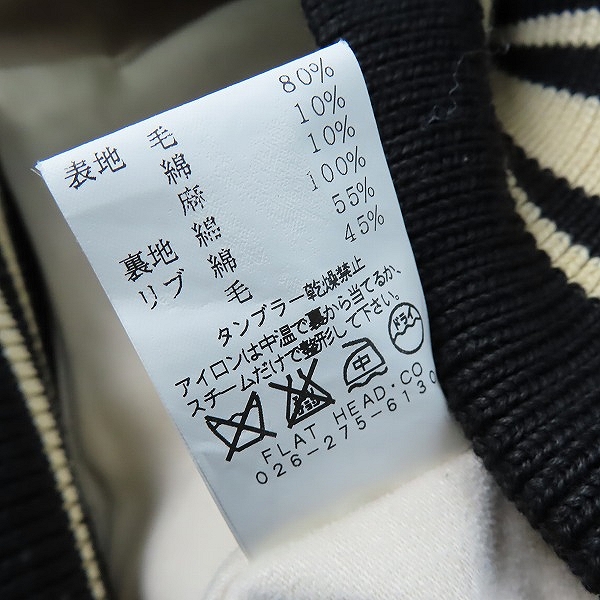 表地 毛 80%
綿 10%
麻 10%
裏地 綿 100%
リブ 綿 55%
毛 45%
タンブラー乾燥禁止
アイロンは中温で裏から当てるか、
スチームだけで整形して下さい。
中 ドライ
FLAT HEAD.CO
026-275-6130